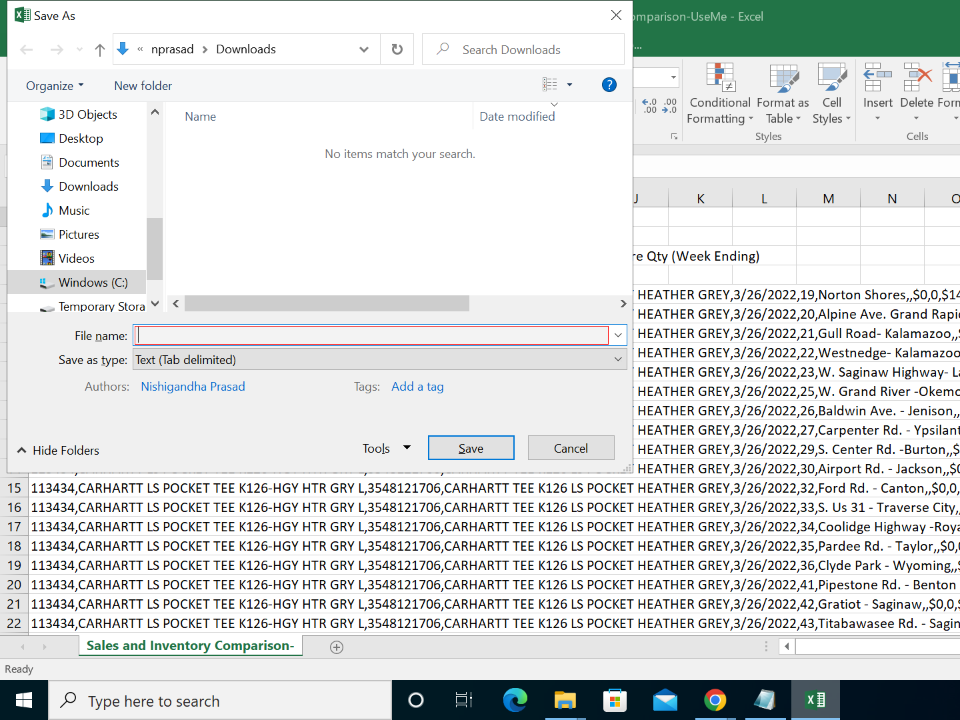 Save As
omparison-UseMe - Excel
« nprasad > Downloads
Search Downloads
Organize
New folder
Name
Date modified
No items match your search.
3D Objects
Desktop
Documents
Downloads
Music
Pictures
Videos
Windows (C:)
Temporary Stora
File name:
Save as type: Text (Tab delimited)
Authors: Nishigandha Prasad
Tags: Add a tag
Hide Folders
Tools
Save
Cancel
Conditional Formatting
Format as Table
Cell Styles
Insert
Delete
Form
Styles
Cells
J K L M N O
re Qty (Week Ending)
HEATHER GREY,3/26/2022,19,Norton Shores,,$0,0,$14
HEATHER GREY,3/26/2022,20,Alpine Ave. Grand Rapi
HEATHER GREY,3/26/2022,21,Gull Road- Kalamazoo,,$
HEATHER GREY,3/26/2022,22,Westnedge- Kalamazoo
HEATHER GREY,3/26/2022,23,W. Saginaw Highway- La
HEATHER GREY,3/26/2022,25,W. Grand River -Okemo
HEATHER GREY,3/26/2022,26,Baldwin Ave. - Jenison,,
HEATHER GREY,3/26/2022,27,Carpenter Rd. - Ypsilant
HEATHER GREY,3/26/2022,29,S. Center Rd. -Burton,,$
HEATHER GREY,3/26/2022,30,Airport Rd. - Jackson,,$0
15 113434,CARHARTT LS POCKET TEE K126-HGY HTR GRY L,3548121706,CARHARTT TEE K126 LS POCKET HEATHER GREY,3/26/2022,32,Ford Rd. - Canton,,$0,0,
16 113434,CARHARTT LS POCKET TEE K126-HGY HTR GRY L,3548121706,CARHARTT TEE K126 LS POCKET HEATHER GREY,3/26/2022,33,S. Us 31 - Traverse City,,
17 113434,CARHARTT LS POCKET TEE K126-HGY HTR GRY L,3548121706,CARHARTT TEE K126 LS POCKET HEATHER GREY,3/26/2022,34,Coolidge Highway -Roya
18 113434,CARHARTT LS POCKET TEE K126-HGY HTR GRY L,3548121706,CARHARTT TEE K126 LS POCKET HEATHER GREY,3/26/2022,35,Pardee Rd. - Taylor,,$0,0
19 113434,CARHARTT LS POCKET TEE K126-HGY HTR GRY L,3548121706,CARHARTT TEE K126 LS POCKET HEATHER GREY,3/26/2022,36,Clyde Park - Wyoming,,$
20 113434,CARHARTT LS POCKET TEE K126-HGY HTR GRY L,3548121706,CARHARTT TEE K126 LS POCKET HEATHER GREY,3/26/2022,41,Pipestone Rd. - Benton
21 113434,CARHARTT LS POCKET TEE K126-HGY HTR GRY L,3548121706,CARHARTT TEE K126 LS POCKET HEATHER GREY,3/26/2022,42,Gratiot - Saginaw,,$0,0,$
22 113434,CARHARTT LS POCKET TEE K126-HGY HTR GRY L,3548121706,CARHARTT TEE K126 LS POCKET HEATHER GREY,3/26/2022,43,Titabawasee Rd. - Sagin
Sales and Inventory Comparison-
Ready
Type here to search